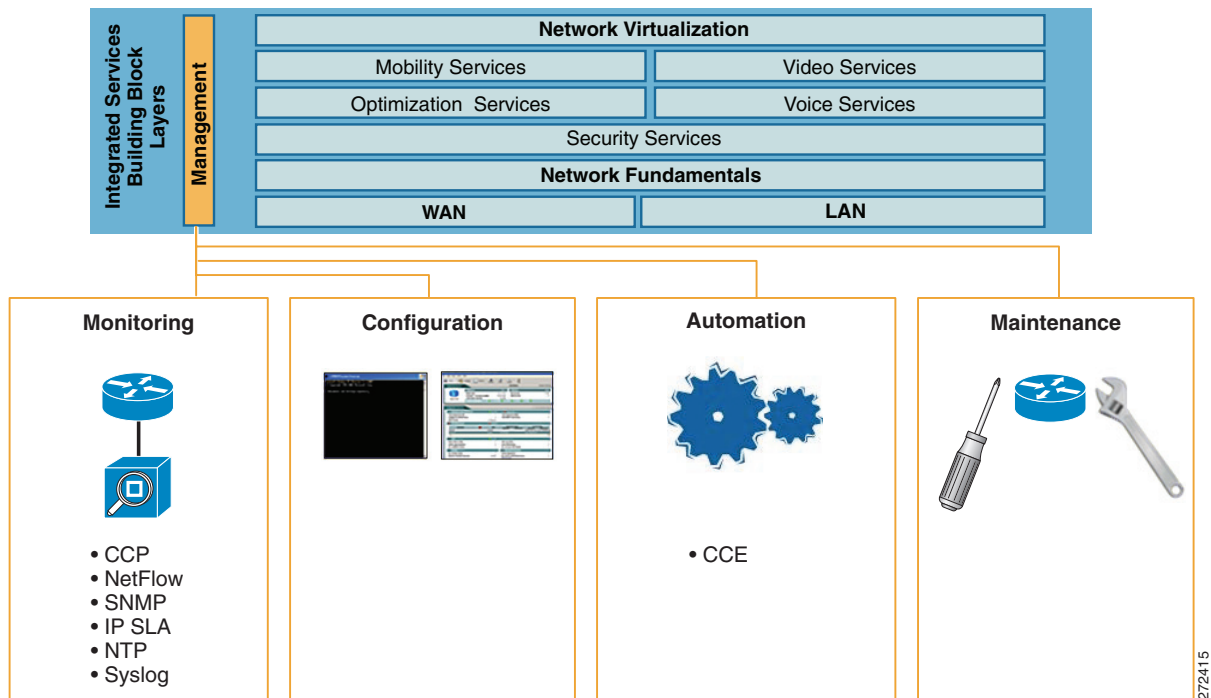 Integrated Services
Building Block
Layers
Management
Network Virtualization
Mobility Services
Video Services
Optimization Services
Voice Services
Security Services
Network Fundamentals
WAN
LAN
Monitoring
• CCP
• NetFlow
• SNMP
• IP SLA
• NTP
• Syslog
Configuration
Automation
• CCE
Maintenance
272415